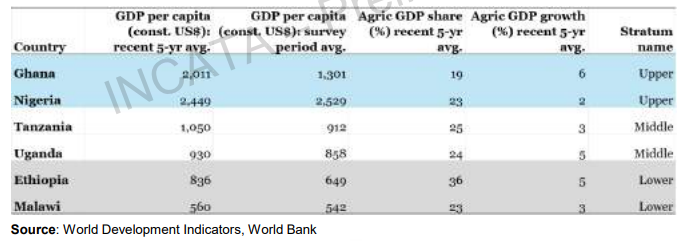 GDP per capita GDP per capita Agric GDP share Agric GDP growth
(const. US$): (const. US$): survey (%) recent 5-yr (%) recent 5-yr Stratum
Country recent 5-yr avg. period avg. avg. avg. name
Ghana 2,011 1,301 19 6 Upper
Nigeria 2,449 2,529 23 2 Upper
Tanzania 1,050 912 25 3 Middle
Uganda 930 858 24 5 Middle
Ethiopia 836 649 36 5 Lower
Malawi 560 542 23 3 Lower
Source: World Development Indicators, World Bank
INCATA